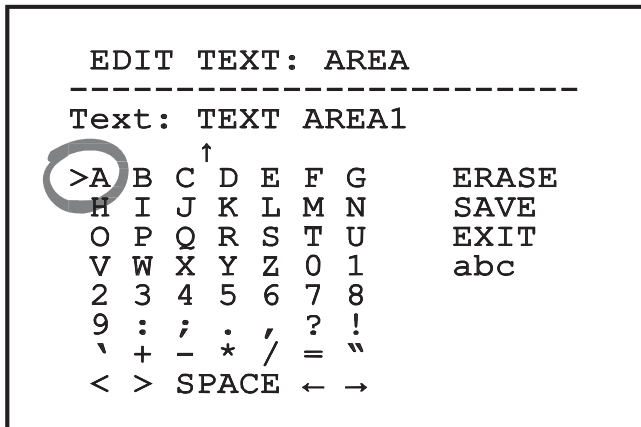 EDIT TEXT: AREA
------------------------
Text: TEXT AREA1
↑
>A B C D E F G ERASE
H I J K L M N SAVE
O P Q R S T U EXIT
V W X Y Z 0 1 abc
2 3 4 5 6 7 8
9 : ; . , ? !
‵ + - * / = ‶
< > SPACE ← →